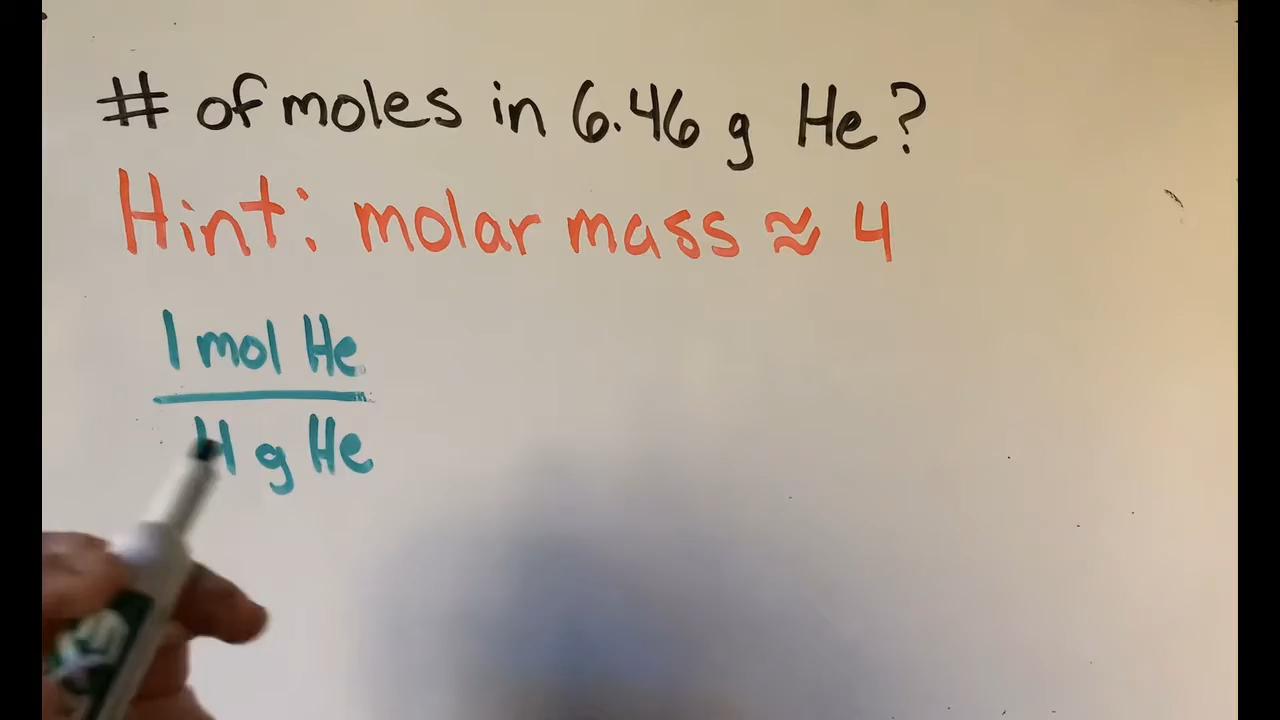 # of moles in 6.46 g He?
Hint: molar mass ≈ 4
1 mol He
4 g He